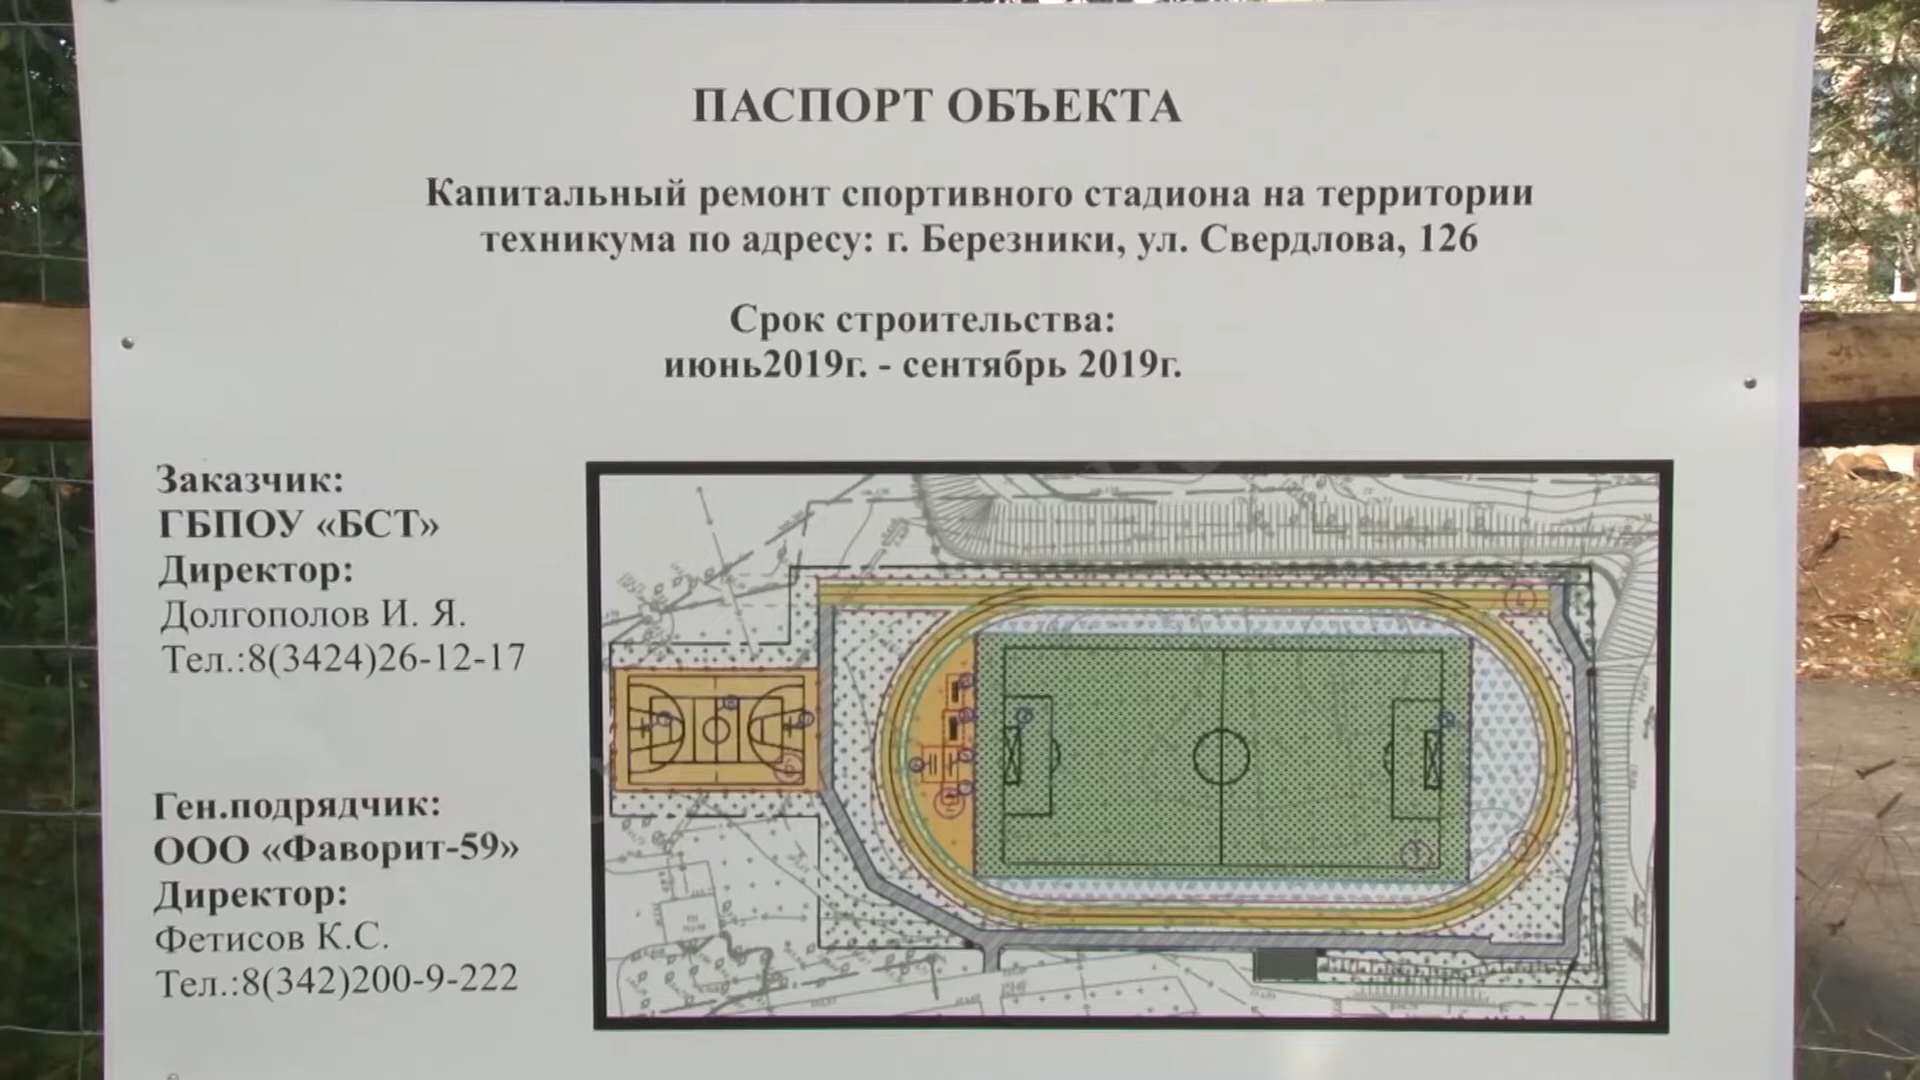 ПАСПОРТ ОБЪЕКТА
Капитальный ремонт спортивного стадиона на территории
техникума по адресу: г. Березники, ул. Свердлова, 126
Срок строительства:
июнь2019г. - сентябрь 2019г.
Заказчик:
ГБПОУ «БСТ»
Директор:
Долгополов И. Я.
Тел.:8(3424)26-12-17
Ген.подрядчик:
ООО «Фаворит-59»
Директор:
Фетисов К.С.
Тел.:8(342)200-9-222